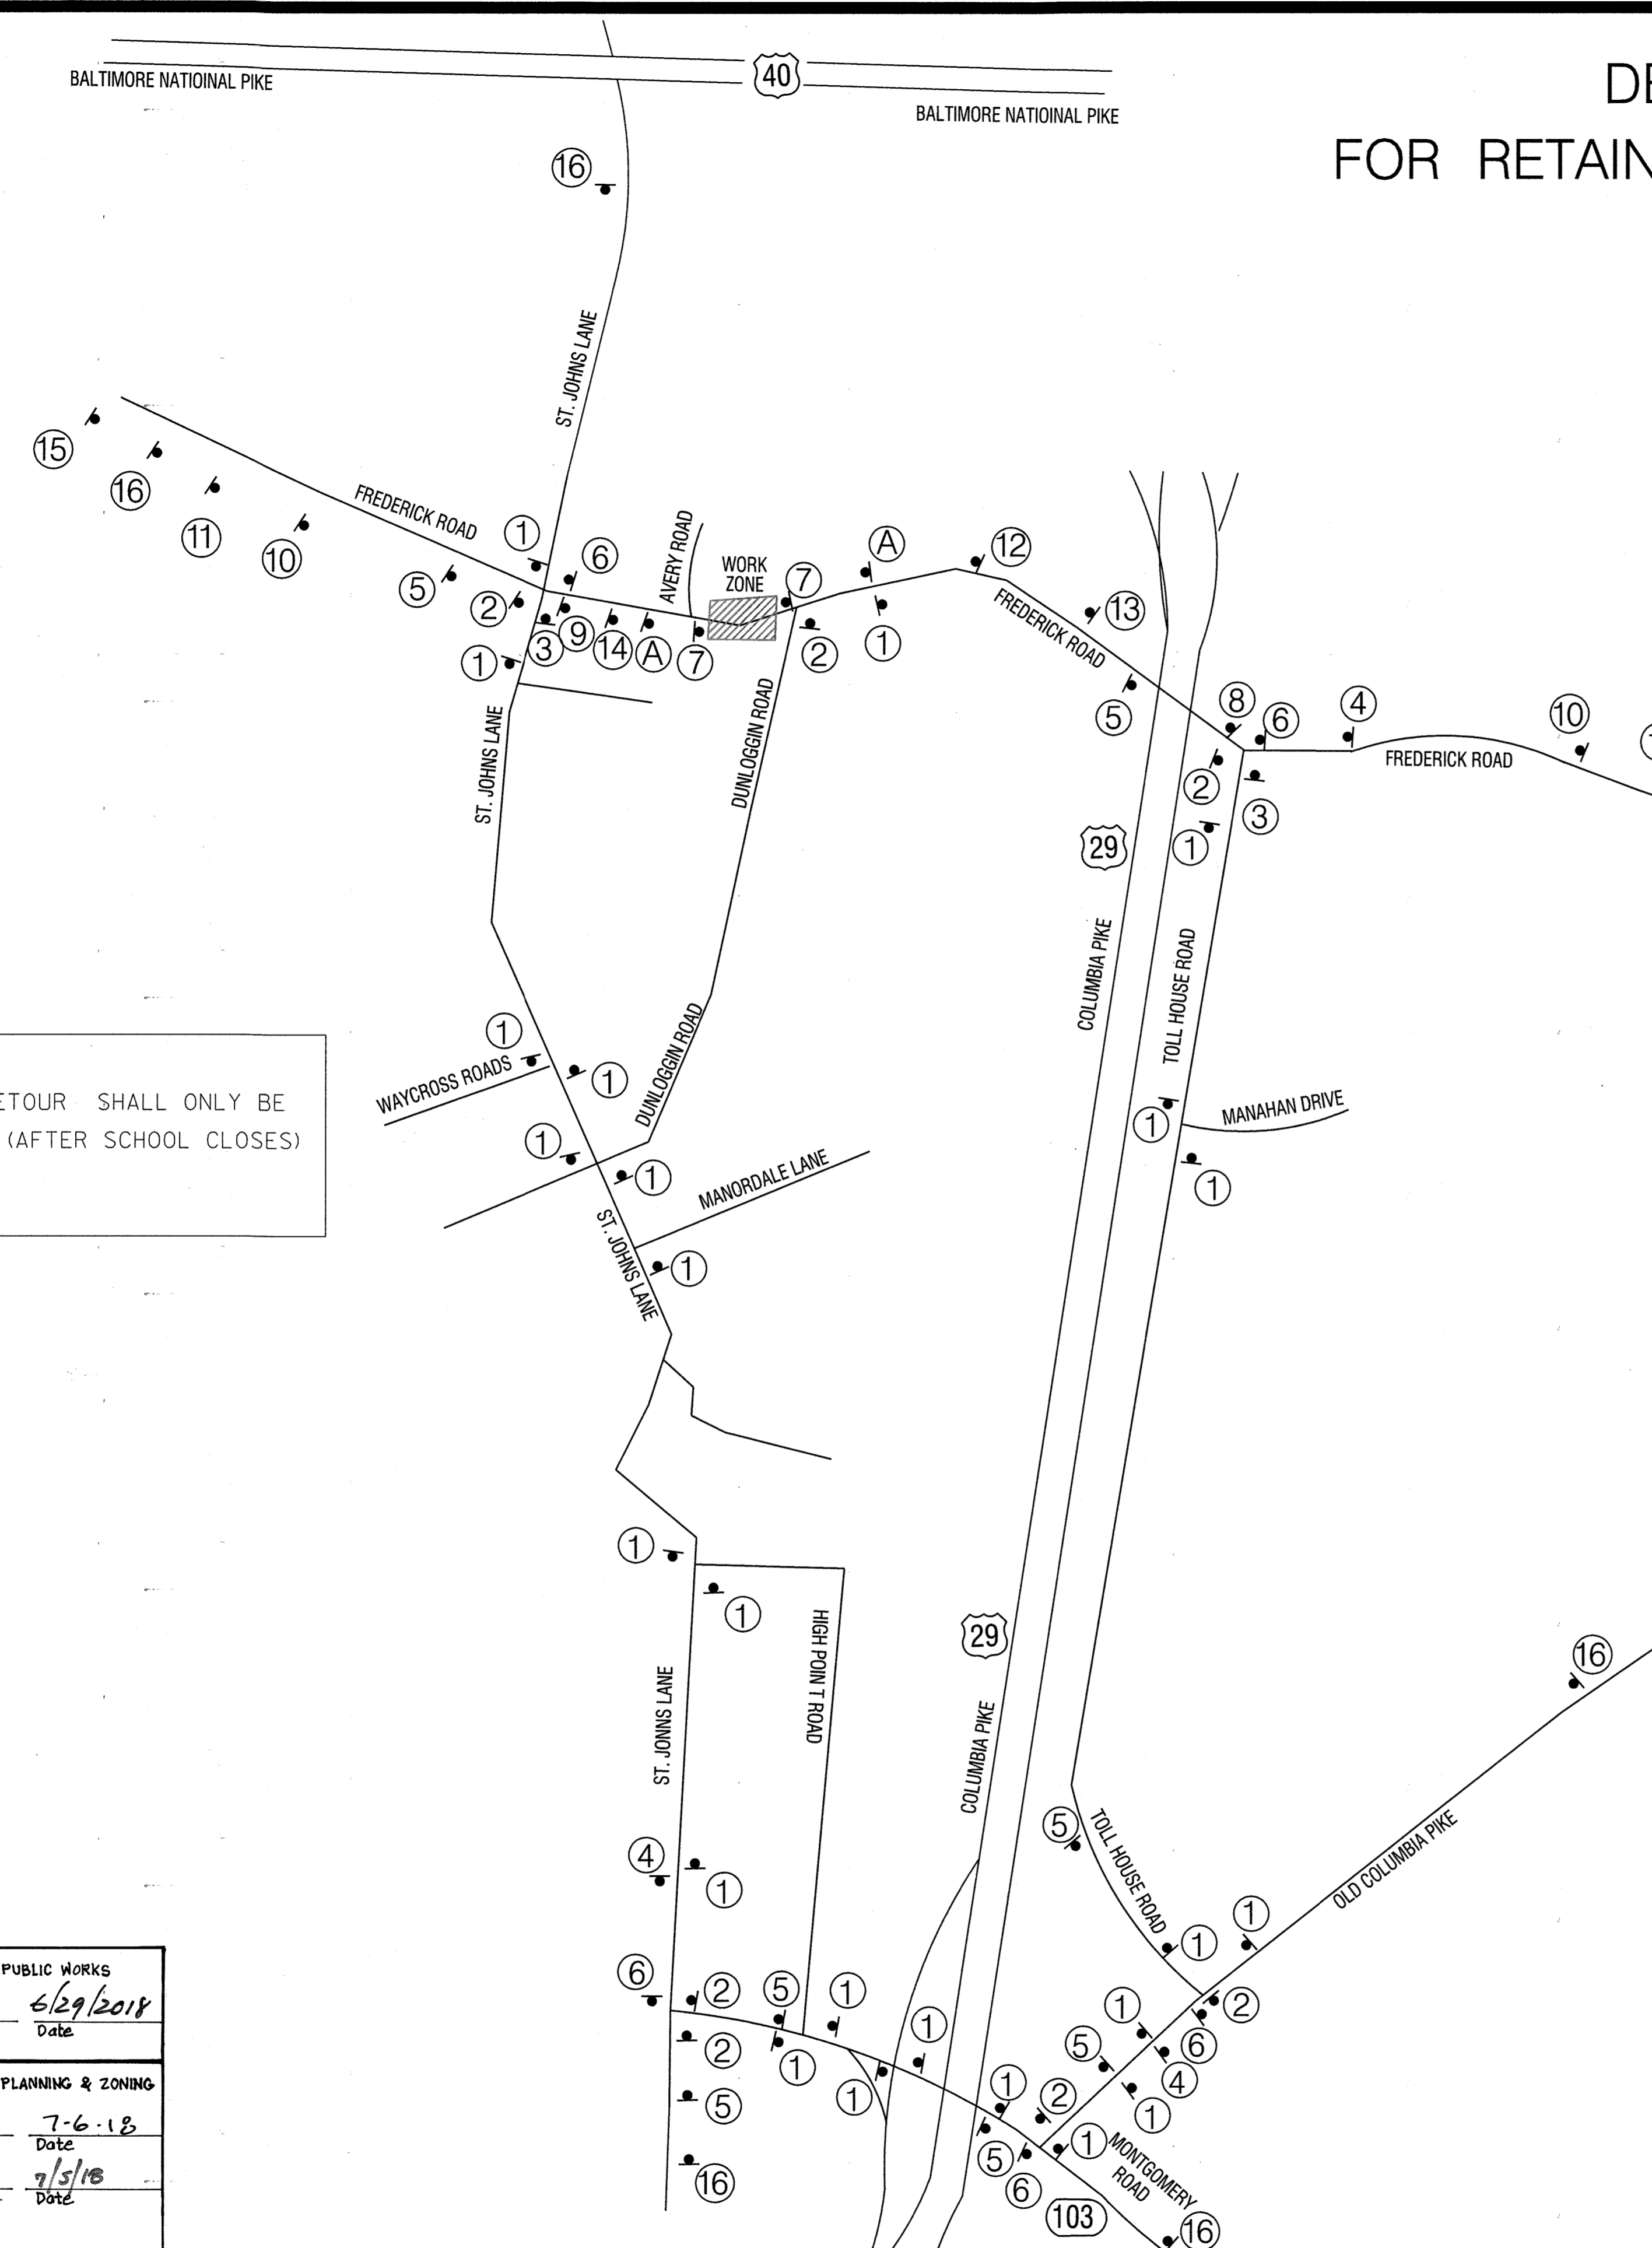 BALTIMORE NATIOINAL PIKE
40
BALTIMORE NATIOINAL PIKE
DE
FOR RETAIN
16
ST. JOHNS LANE
15
16
11
10
FREDERICK ROAD
5
2
1
1
6
3
9
14
A
7
AVERY ROAD
WORK
ZONE
7
2
A
1
12
FREDERICK ROAD
13
5
8
6
4
10
FREDERICK ROAD
2
3
1
ST. JOHNS LANE
DUNLOGGIN ROAD
29
COLUMBIA PIKE
TOLL HOUSE ROAD
1
WAYCROSS ROADS
1
DUNLOGGIN ROAD
1
MANAHAN DRIVE
1
ETOUR SHALL ONLY BE
(AFTER SCHOOL CLOSES)
1
1
MANORDALE LANE
ST. JOHNS LANE
1
1
1
29
HIGH POIN T ROAD
ST. JONNS LANE
COLUMBIA PIKE
16
4
1
5
TOLL HOUSE ROAD
OLD COLUMBIA PIKE
1
1
6
2
5
1
1
2
1
1
5
16
1
2
5
6
1
1
5
1
4
6
2
MONTGOMERY
ROAD
103
16
PUBLIC WORKS
6/29/2018
Date
PLANNING & ZONING
7-6-18
Date
7/5/18
Date